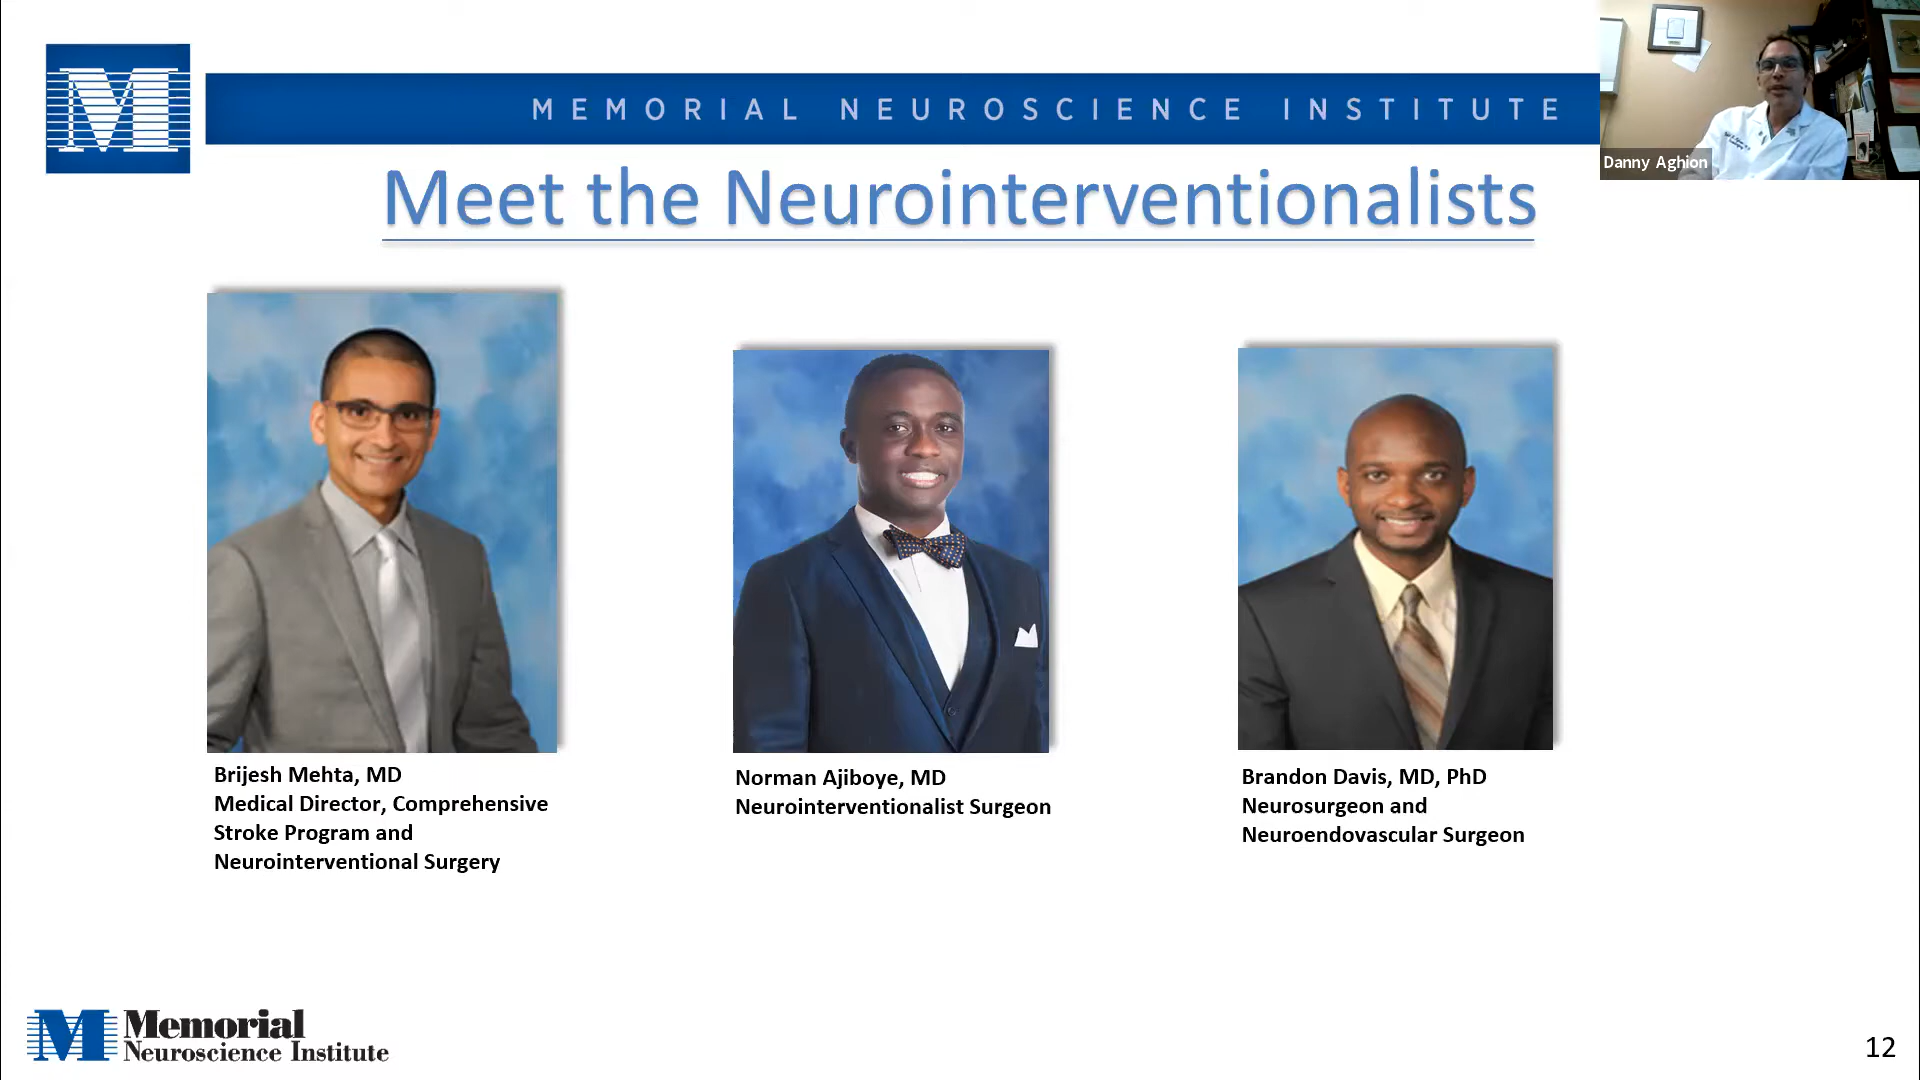 M
MEMORIAL NEUROSCIENCE INSTITUTE
Danny Aghion
Meet the Neurointerventionalists
Brijesh Mehta, MD
Medical Director, Comprehensive
Stroke Program and
Neurointerventional Surgery
Norman Ajiboye, MD
Neurointerventionalist Surgeon
Brandon Davis, MD, PhD
Neurosurgeon and
Neuroendovascular Surgeon
M Memorial
Neuroscience Institute
12